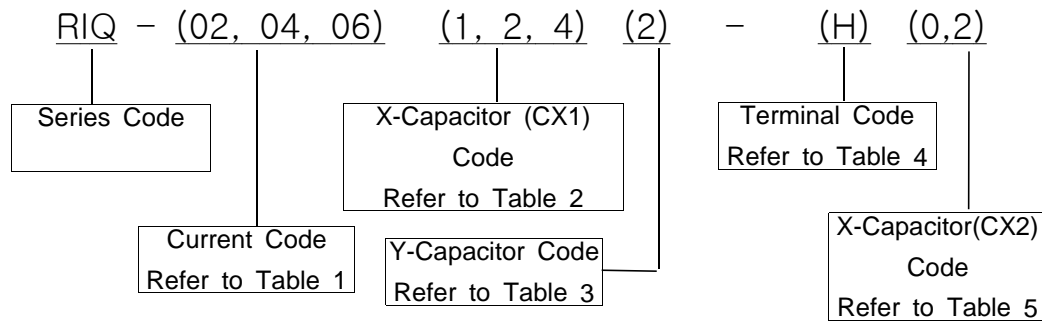 RIQ - (02, 04, 06) (1, 2, 4) (2) - (H) (0,2)
Series Code
X-Capacitor (CX1)
Code
Refer to Table 2
Terminal Code
Refer to Table 4
Current Code
Refer to Table 1
Y-Capacitor Code
Refer to Table 3
X-Capacitor(CX2)
Code
Refer to Table 5